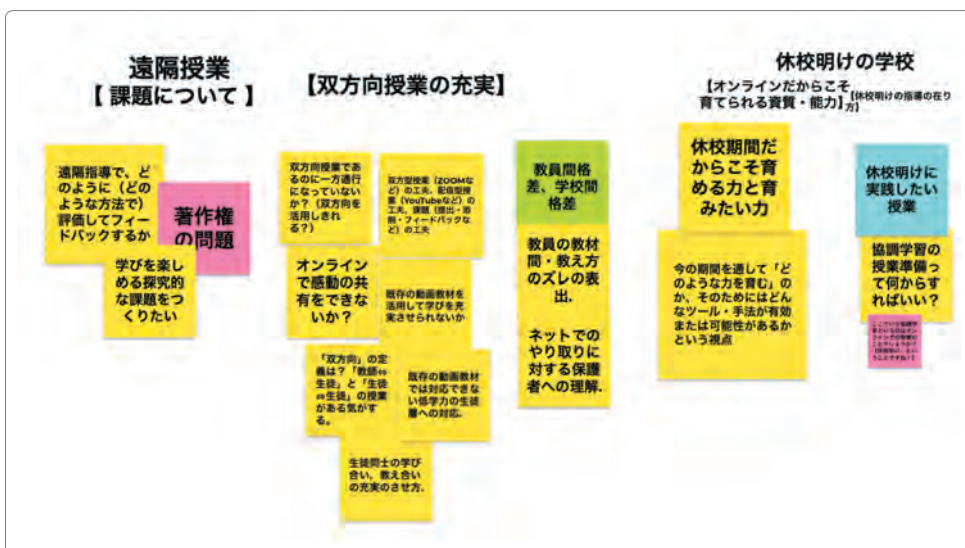 遠隔授業
【 課題について 】
遠隔指導で、ど
のように（どの
ような方法で）評
価してフィー
ドバックするか
著作権
の問題
学びを楽し
める探究的
な課題をつ
くりたい
【双方向授業の充実】
双方向授業であ
るのに一方通行
になっていない
か？（双方向を
活用しきれ
る？）
双方型授業（ZOOMな
ど）の工夫、配信型授
業（YouTubeなど）の
工夫、課題（提出・添
削・フィードバックな
ど）の工夫
オンライン
で感動の共
有をできな
いか？
既存の動画教材を
活用して学びを充
実させられないか
「双方向」の定
義は？「教師⇔
生徒」と「生徒
⇔生徒」の授業
がある気がす
る。
既存の動画教材
では対応できな
い低学力の生徒
層への対応.
生徒同士の学び
合い，教え合い
の充実のさせ方.
教員間格
差、学校間
格差
教員の教材
間・教え方
のズレの表
出.
ネットでの
やり取りに
対する保護
者への理解.
休校明けの学校
【オンラインだからこそ
育てられる資質・能力】
【休校明けの指導の在り
方】
休校期間だ
からこそ育
める力と育
みたい力
今の期間を通して「ど
のような力を育む」の
か、そのためにはどん
なツール・手法が有効
または可能性があるか
という視点
休校明けに
実践したい
授業
協調学習の
授業準備っ
て何からす
ればいい？